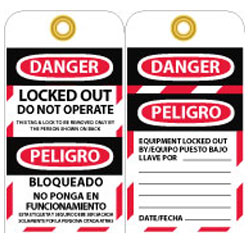 DANGER
LOCKED OUT
DO NOT OPERATE
THIS TAG & LOCK TO BE REMOVED ONLY BY
THE PERSON SHOWN ON BACK
PELIGRO
BLOQUEADO
NO PONGA EN
FUNCIONAMIENTO
ESTA ETIQUETA Y SEGURO DEBE SER SACADA
SOLAMENTE POR LA PERSONA CITADA ATRAS
DANGER
PELIGRO
EQUIPMENT LOCKED OUT
BY/EQUIPO PUESTO BAJO
LLAVE POR
DATE/FECHA